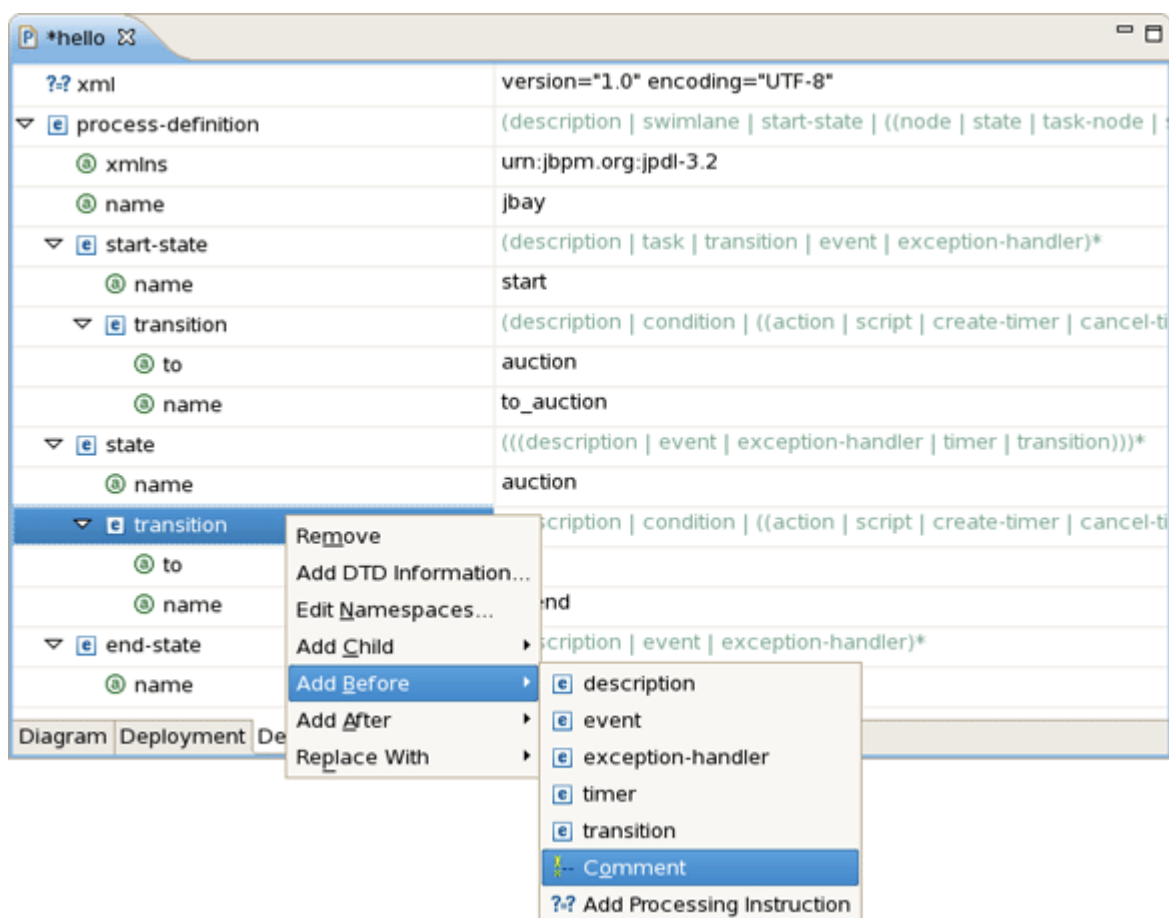 *hello
?=? xml version="1.0" encoding="UTF-8"
process-definition (description | swimlane | start-state | ((node | state | task-node |
xmlns urn:jbpm.org:jpdl-3.2
name jbay
start-state (description | task | transition | event | exception-handler)*
name start
transition (description | condition | ((action | script | create-timer | cancel-ti
to auction
name to_auction
state (((description | event | exception-handler | timer | transition)))*
name auction
transition scription | condition | ((action | script | create-timer | cancel-ti
Remove
to
Add DTD Information...
name end
Edit Namespaces...
end-state scription | event | exception-handler)*
Add Child
name
Add Before
description
Diagram Deployment De
Add After
event
Replace With
exception-handler
timer
transition
Comment
?=? Add Processing Instruction